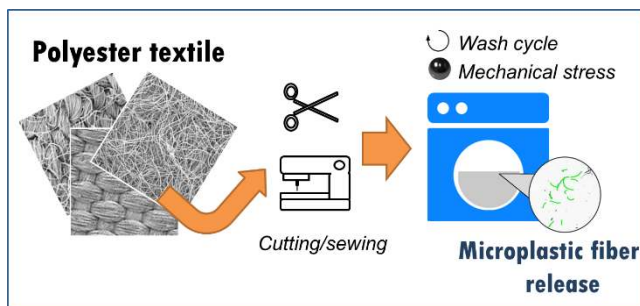 Polyester textile
Cutting/sewing
Wash cycle
Mechanical stress
Microplastic fiber
release